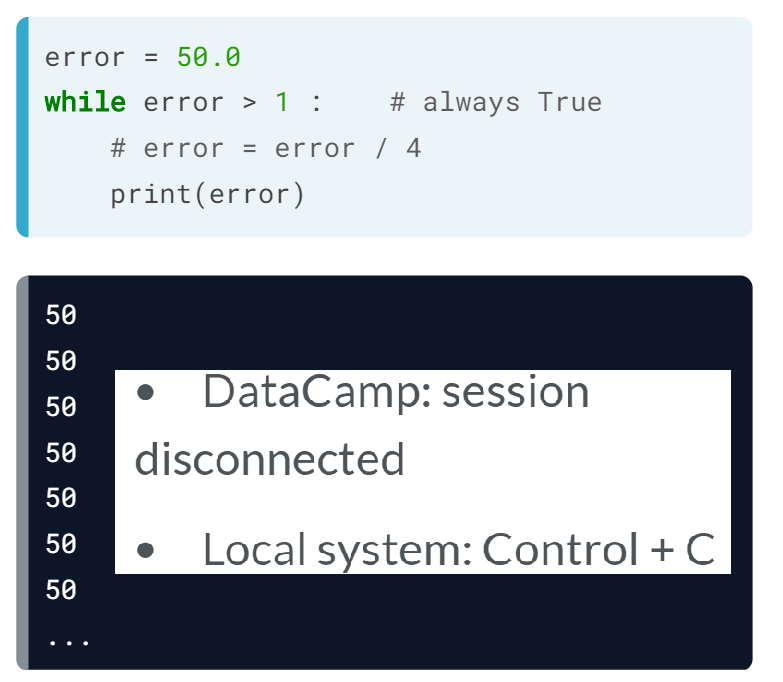 error = 50.0
while error > 1 :    # always True
    # error = error / 4
    print(error)
50
50
50
50
50
50
50
...
• DataCamp: session
disconnected
• Local system: Control + C